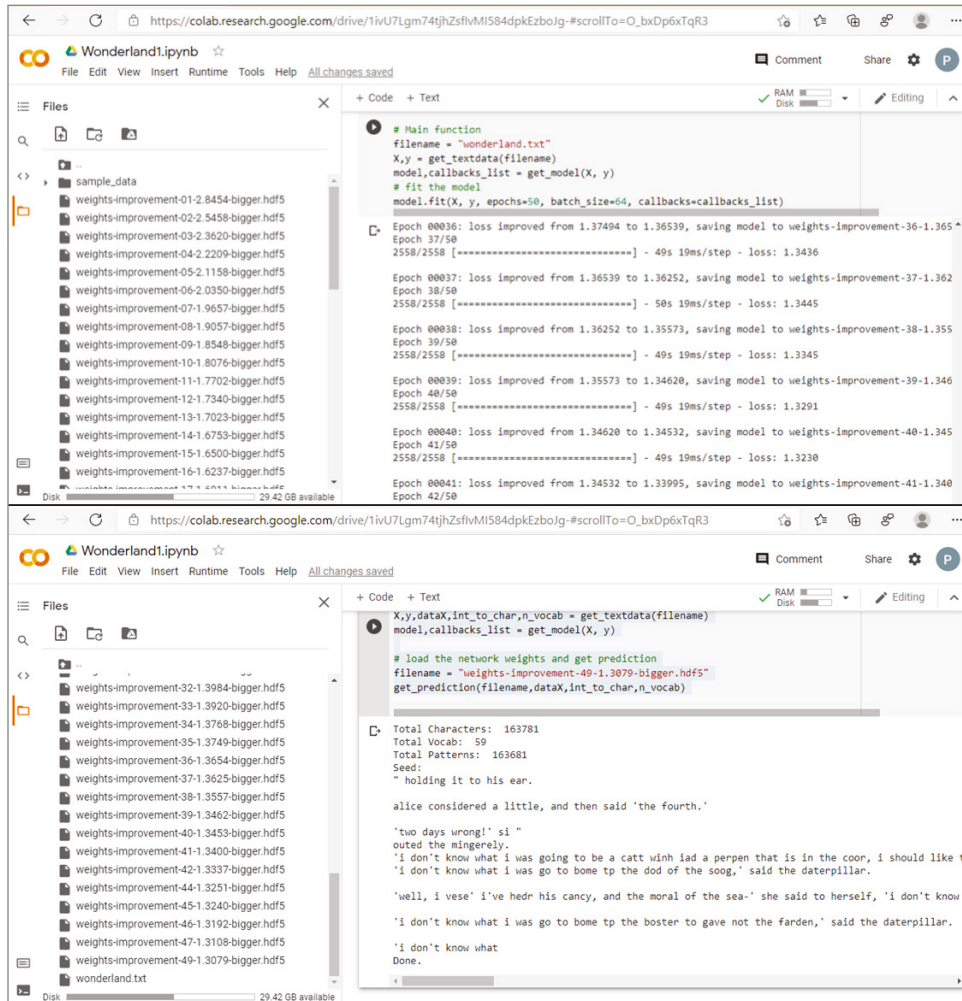 https://colab.research.google.com/drive/1ivU7Lgm74tjhZsflvMI584dpkEzboJg-#scrollTo=O_bxDp6xTqR3
Wonderland1.ipynb
Comment
Share
P
File Edit View Insert Runtime Tools Help All changes saved
Files
+ Code + Text
RAM
Disk
Editing
..
sample_data
weights-improvement-01-2.8454-bigger.hdf5
weights-improvement-02-2.5458-bigger.hdf5
weights-improvement-03-2.3620-bigger.hdf5
weights-improvement-04-2.2209-bigger.hdf5
weights-improvement-05-2.1158-bigger.hdf5
weights-improvement-06-2.0350-bigger.hdf5
weights-improvement-07-1.9657-bigger.hdf5
weights-improvement-08-1.9057-bigger.hdf5
weights-improvement-09-1.8548-bigger.hdf5
weights-improvement-10-1.8076-bigger.hdf5
weights-improvement-11-1.7702-bigger.hdf5
weights-improvement-12-1.7340-bigger.hdf5
weights-improvement-13-1.7023-bigger.hdf5
weights-improvement-14-1.6753-bigger.hdf5
weights-improvement-15-1.6500-bigger.hdf5
weights-improvement-16-1.6237-bigger.hdf5
Disk 29.42 GB available
# Main function
filename = "wonderland.txt"
X,y = get_textdata(filename)
model,callbacks_list = get_model(X, y)
# fit the model
model.fit(X, y, epochs=50, batch_size=64, callbacks=callbacks_list)
Epoch 00036: loss improved from 1.37494 to 1.36539, saving model to weights-improvement-36-1.365
Epoch 37/50
2558/2558 [==============================] - 49s 19ms/step - loss: 1.3436
Epoch 00037: loss improved from 1.36539 to 1.36252, saving model to weights-improvement-37-1.362
Epoch 38/50
2558/2558 [==============================] - 50s 19ms/step - loss: 1.3445
Epoch 00038: loss improved from 1.36252 to 1.35573, saving model to weights-improvement-38-1.355
Epoch 39/50
2558/2558 [==============================] - 49s 19ms/step - loss: 1.3345
Epoch 00039: loss improved from 1.35573 to 1.34620, saving model to weights-improvement-39-1.346
Epoch 40/50
2558/2558 [==============================] - 49s 19ms/step - loss: 1.3291
Epoch 00040: loss improved from 1.34620 to 1.34532, saving model to weights-improvement-40-1.345
Epoch 41/50
2558/2558 [==============================] - 49s 19ms/step - loss: 1.3230
Epoch 00041: loss improved from 1.34532 to 1.33995, saving model to weights-improvement-41-1.340
Epoch 42/50
https://colab.research.google.com/drive/1ivU7Lgm74tjhZsflvMI584dpkEzboJg-#scrollTo=O_bxDp6xTqR3
Wonderland1.ipynb
Comment
Share
P
File Edit View Insert Runtime Tools Help All changes saved
Files
+ Code + Text
RAM
Disk
Editing
..
weights-improvement-32-1.3984-bigger.hdf5
weights-improvement-33-1.3920-bigger.hdf5
weights-improvement-34-1.3768-bigger.hdf5
weights-improvement-35-1.3749-bigger.hdf5
weights-improvement-36-1.3654-bigger.hdf5
weights-improvement-37-1.3625-bigger.hdf5
weights-improvement-38-1.3557-bigger.hdf5
weights-improvement-39-1.3462-bigger.hdf5
weights-improvement-40-1.3453-bigger.hdf5
weights-improvement-41-1.3400-bigger.hdf5
weights-improvement-42-1.3337-bigger.hdf5
weights-improvement-44-1.3251-bigger.hdf5
weights-improvement-45-1.3240-bigger.hdf5
weights-improvement-46-1.3192-bigger.hdf5
weights-improvement-47-1.3108-bigger.hdf5
weights-improvement-49-1.3079-bigger.hdf5
wonderland.txt
Disk 29.42 GB available
X,y,dataX,int_to_char,n_vocab = get_textdata(filename)
model,callbacks_list = get_model(X, y)
# load the network weights and get prediction
filename = "weights-improvement-49-1.3079-bigger.hdf5"
get_prediction(filename,dataX,int_to_char,n_vocab)
Total Characters: 163781
Total Vocab: 59
Total Patterns: 163681
Seed:
" holding it to his ear.
alice considered a little, and then said 'the fourth.'
'two days wrong!' si "
outed the mingerely.
'i don't know what i was going to be a catt winh iad a perpen that is in the coor, i should like t
'i don't know what i was go to bome tp the dod of the soog,' said the daterpillar.
'well, i vese' i've hedr his cancy, and the moral of the sea-' she said to herself, 'i don't know
'i don't know what i was go to bome tp the boster to gave not the farden,' said the daterpillar.
'i don't know what
Done.